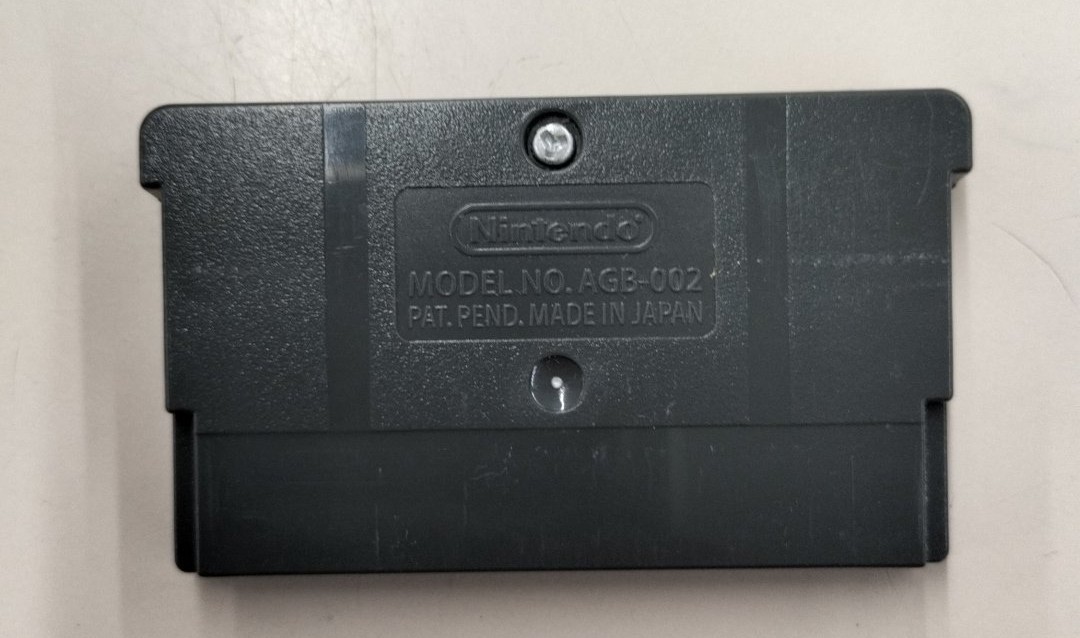 Nintendo®
MODEL NO. AGB-002
PAT. PEND. MADE IN JAPAN